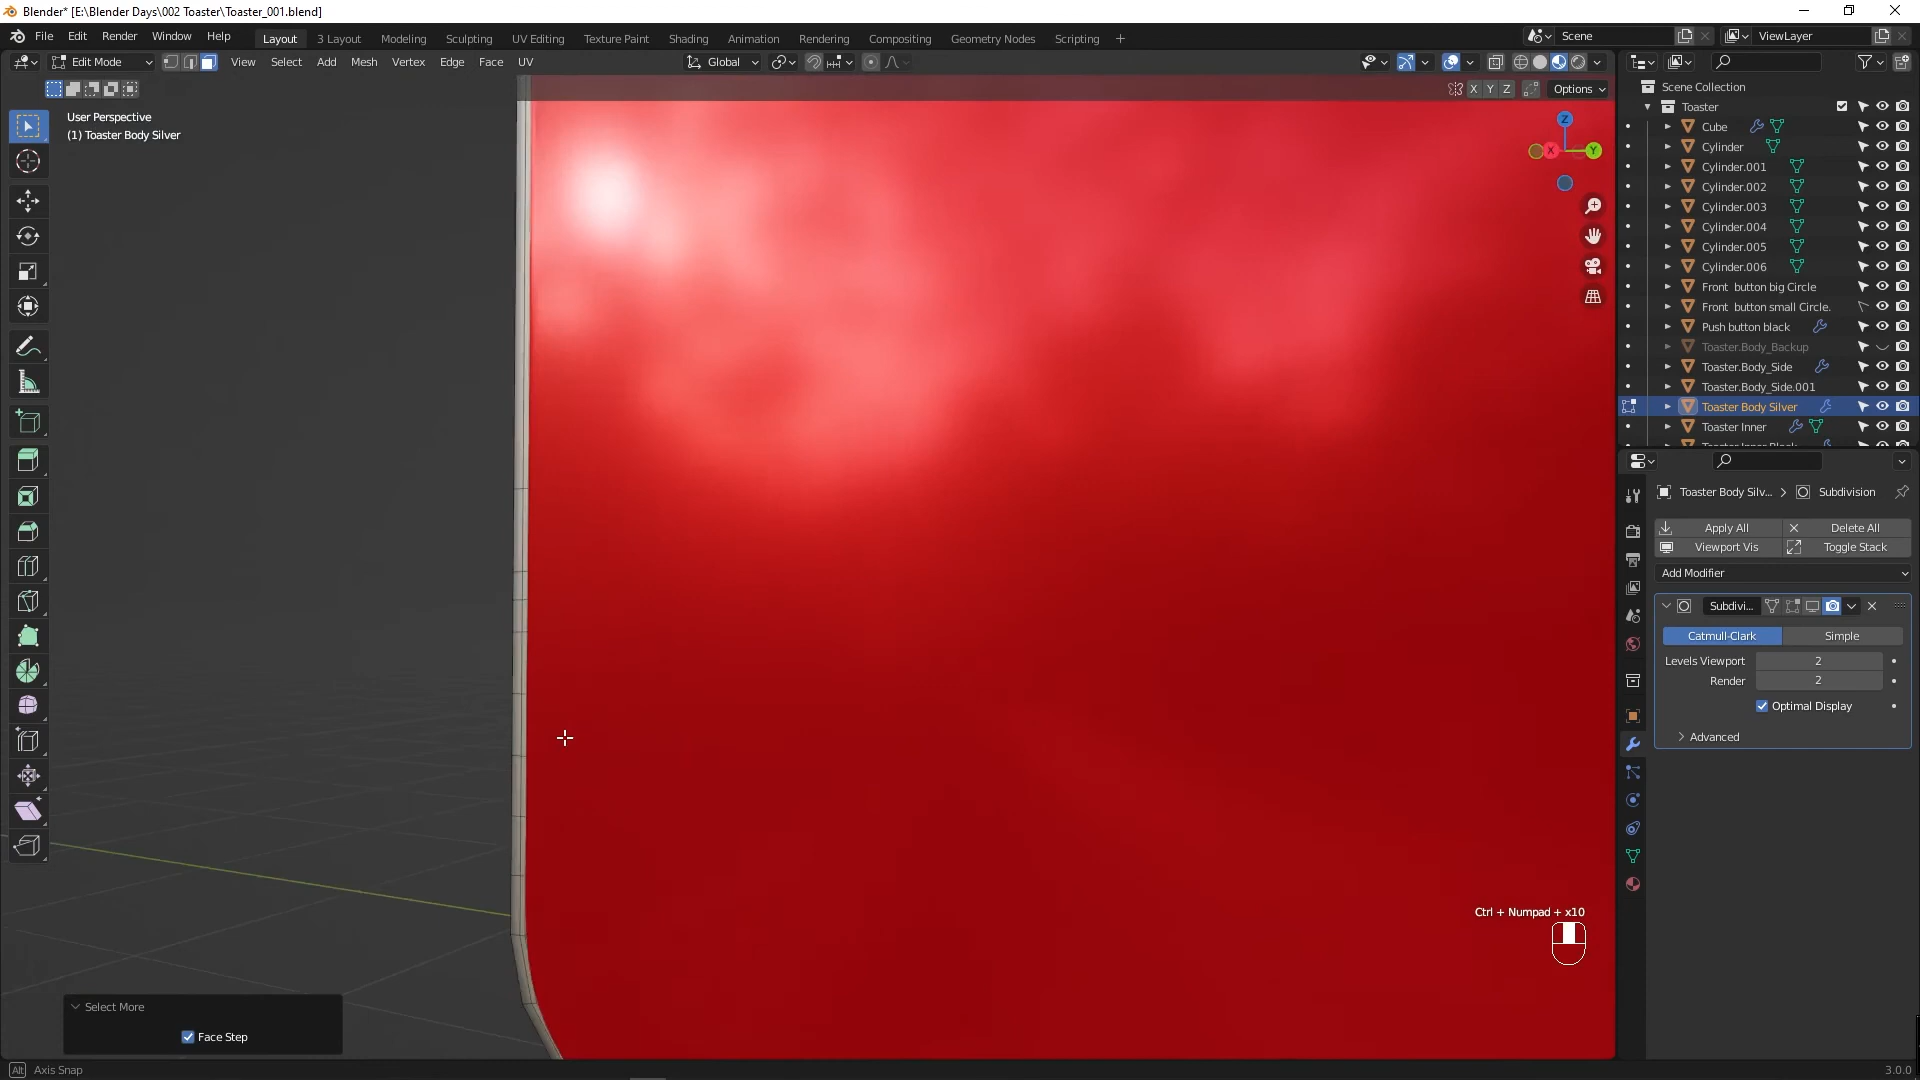 Blender* [E:\Blender Days\002 Toaster\Toaster_001.blend]
File Edit Render Window Help Layout 3 Layout Modeling Sculpting UV Editing Texture Paint Shading Animation Rendering Compositing Geometry Nodes Scripting + Scene ViewLayer
Edit Mode View Select Add Mesh Vertex Edge Face UV Global
X Y Z Options
User Perspective
(1) Toaster Body Silver
Z
X Y
Scene Collection
Toaster
Cube
Cylinder
Cylinder.001
Cylinder.002
Cylinder.003
Cylinder.004
Cylinder.005
Cylinder.006
Front button big Circle
Front button small Circle.
Push button black
Toaster.Body_Backup
Toaster.Body_Side
Toaster.Body_Side.001
Toaster Body Silver
Toaster Inner
Toaster Body Silv... > Subdivision
Apply All Delete All
Viewport Vis Toggle Stack
Add Modifier
Subdivi...
Catmull-Clark Simple
Levels Viewport 2
Render 2
Optimal Display
Advanced
Ctrl + Numpad + x10
Select More
Face Step
Alt Axis Snap 3.0.0